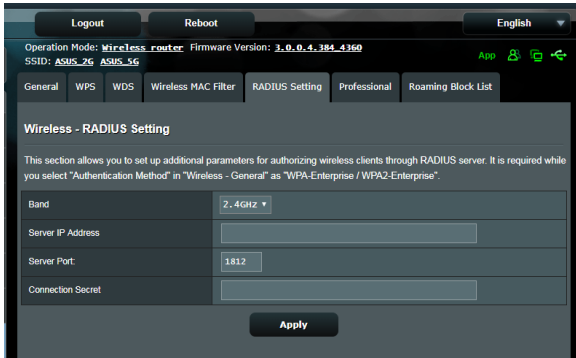 Logout Reboot English
Operation Mode: Wireless router Firmware Version: 3.0.0.4.384_4360
SSID: ASUS_2G ASUS_5G App
General WPS WDS Wireless MAC Filter RADIUS Setting Professional Roaming Block List
Wireless - RADIUS Setting
This section allows you to set up additional parameters for authorizing wireless clients through RADIUS server. It is required while
you select "Authentication Method" in "Wireless - General" as "WPA-Enterprise / WPA2-Enterprise".
Band 2.4GHz
Server IP Address
Server Port: 1812
Connection Secret
Apply